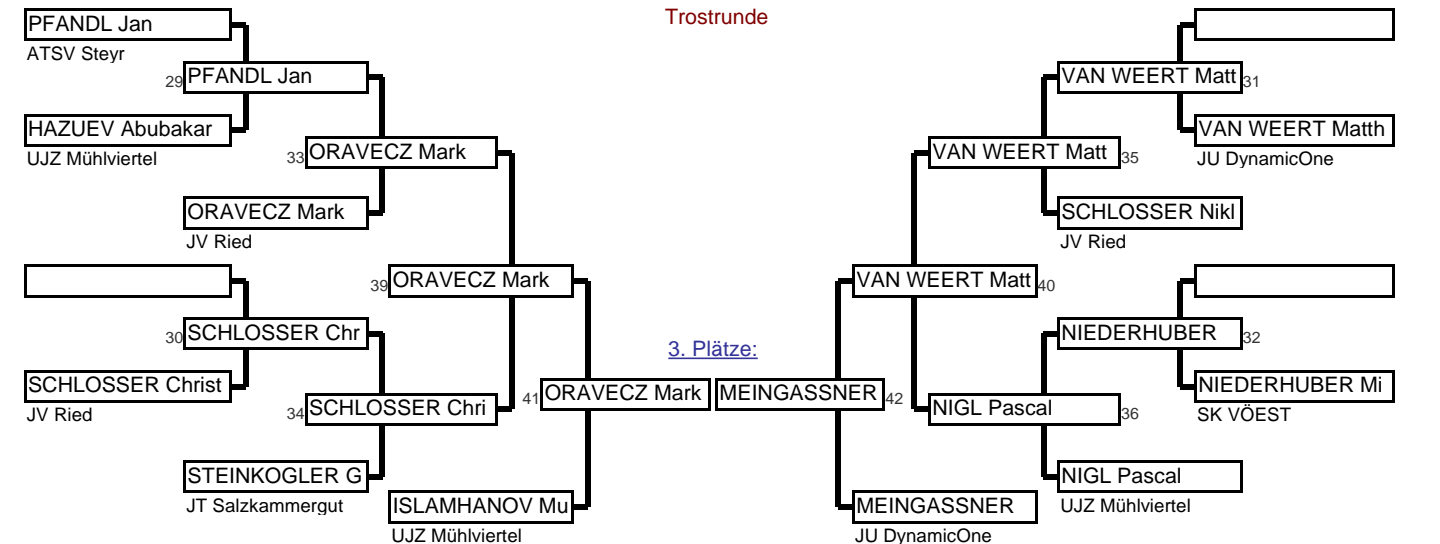 Trostrunde
PFANDL Jan
ATSV Steyr
29 PFANDL Jan
HAZUEV Abubakar
UJZ Mühlviertel
33 ORAVECZ Mark
ORAVECZ Mark
JV Ried
39 ORAVECZ Mark
30 SCHLOSSER Chr
SCHLOSSER Christ
JV Ried
34 SCHLOSSER Chri
STEINKOGLER G
JT Salzkammergut
41 ORAVECZ Mark
ISLAMHANOV Mu
UJZ Mühlviertel
3. Plätze:
VAN WEERT Matt 31
VAN WEERT Matth
JU DynamicOne
VAN WEERT Matt 35
SCHLOSSER Nikl
JV Ried
VAN WEERT Matt 40
NIEDERHUBER 32
NIEDERHUBER Mi
SK VÖEST
MEINGASSNER 42
NIGL Pascal 36
NIGL Pascal
UJZ Mühlviertel
MEINGASSNER
JU DynamicOne